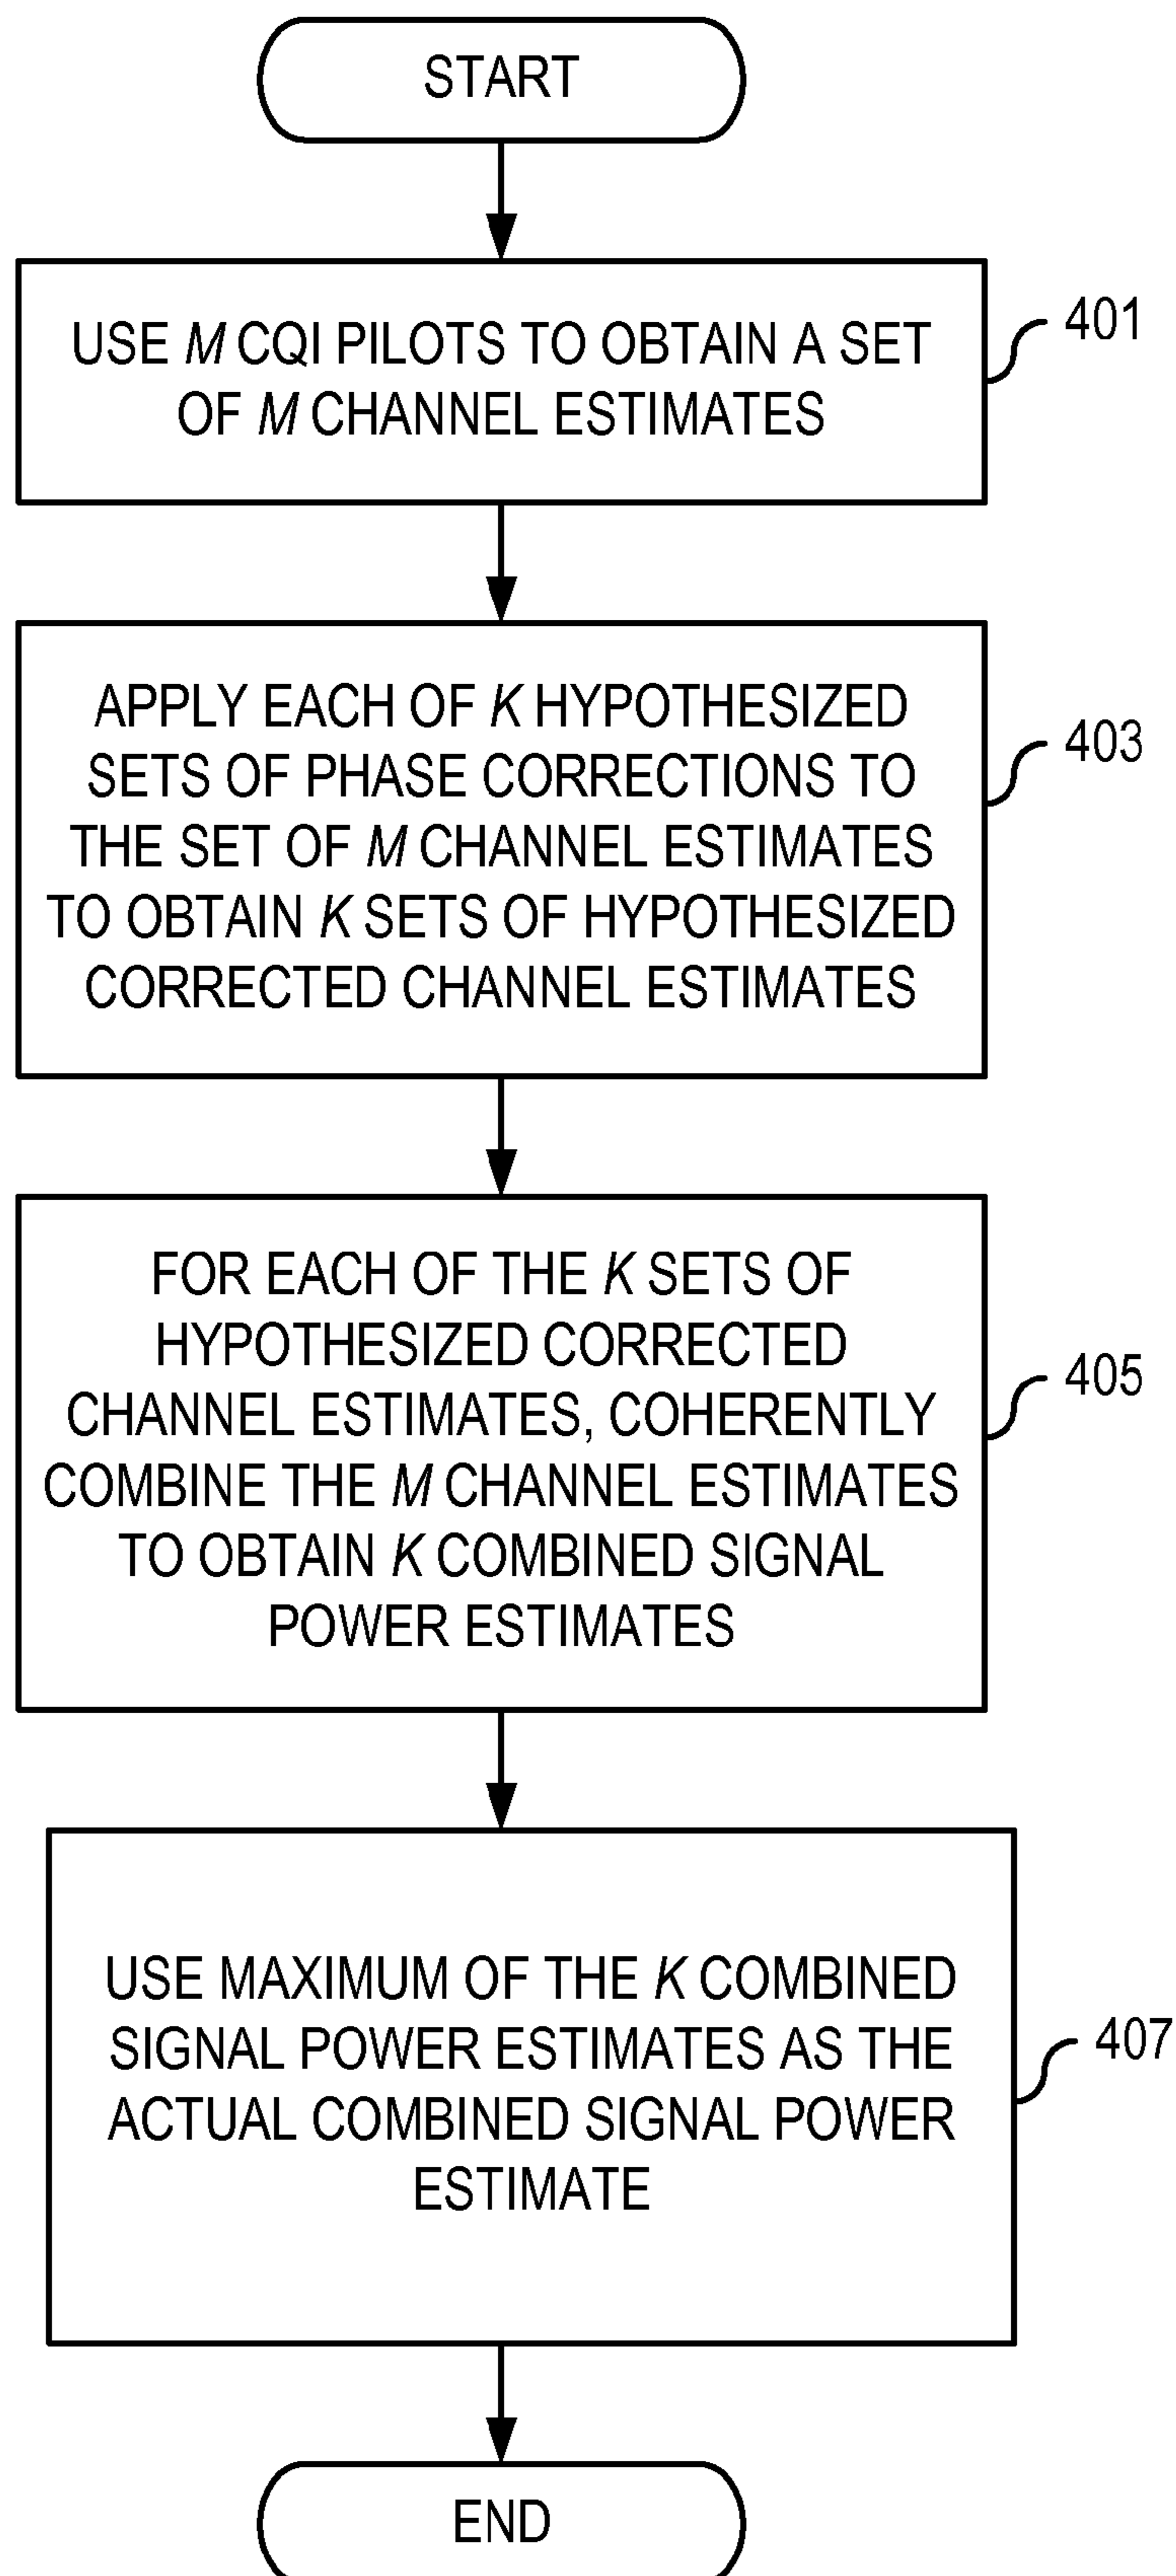 START
USE M CQI PILOTS TO OBTAIN A SET
OF M CHANNEL ESTIMATES
401
APPLY EACH OF K HYPOTHESIZED
SETS OF PHASE CORRECTIONS TO
THE SET OF M CHANNEL ESTIMATES
TO OBTAIN K SETS OF HYPOTHESIZED
CORRECTED CHANNEL ESTIMATES
403
FOR EACH OF THE K SETS OF
HYPOTHESIZED CORRECTED
CHANNEL ESTIMATES, COHERENTLY
COMBINE THE M CHANNEL ESTIMATES
TO OBTAIN K COMBINED SIGNAL
POWER ESTIMATES
405
USE MAXIMUM OF THE K COMBINED
SIGNAL POWER ESTIMATES AS THE
ACTUAL COMBINED SIGNAL POWER
ESTIMATE
407
END